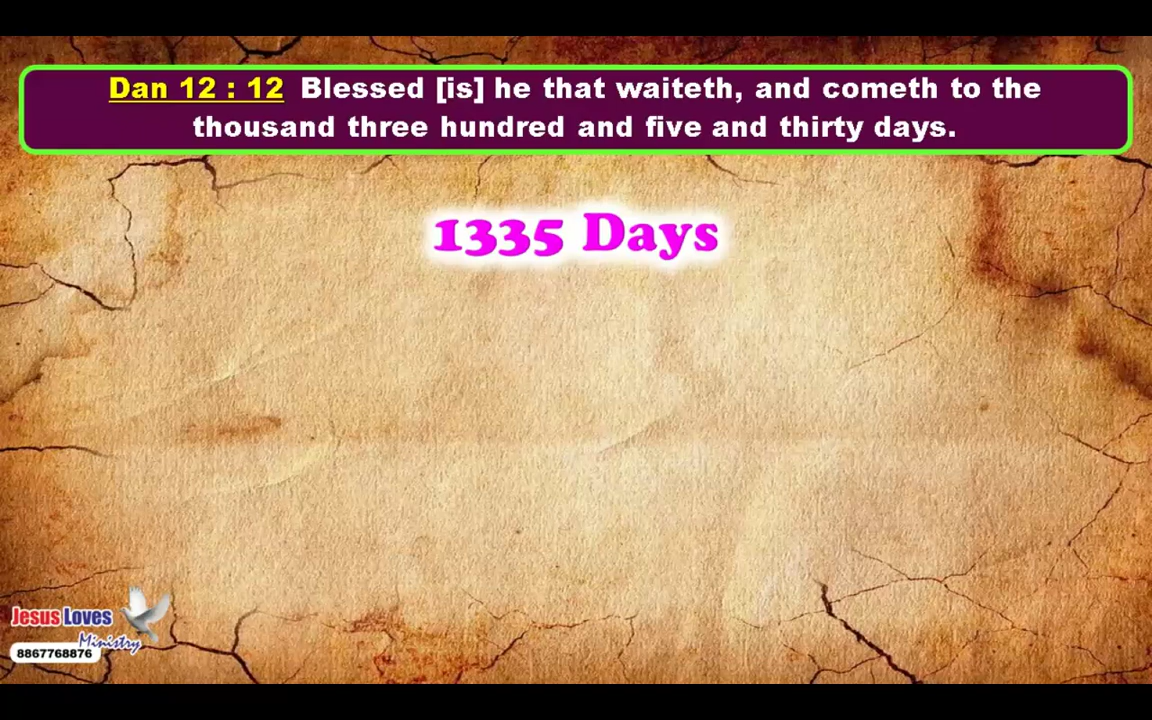 Dan 12 : 12 Blessed [is] he that waiteth, and cometh to the
thousand three hundred and five and thirty days.
1335 Days
Jesus Loves
Ministry
8867768876